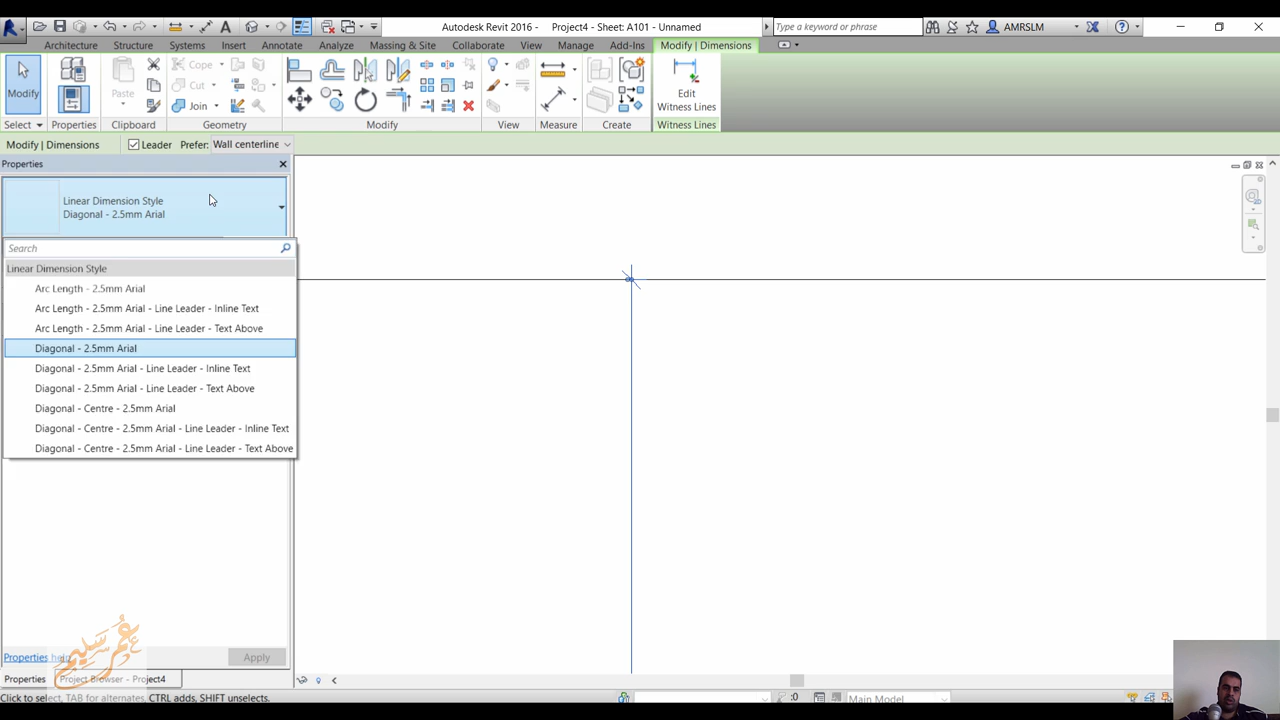 Autodesk Revit 2016 - Project4 - Sheet: A101 - Unnamed
Type a keyword or phrase
AMRSLM
Architecture Structure Systems Insert Annotate Analyze Massing & Site Collaborate View Manage Add-Ins Modify | Dimensions
Modify
Paste
Cope
Cut
Join
Edit
Witness Lines
Select Properties Clipboard Geometry Modify View Measure Create Witness Lines
Modify | Dimensions Leader Prefer: Wall centerline
Properties
Linear Dimension Style
Diagonal - 2.5mm Arial
Search
Linear Dimension Style
Arc Length - 2.5mm Arial
Arc Length - 2.5mm Arial - Line Leader - Inline Text
Arc Length - 2.5mm Arial - Line Leader - Text Above
Diagonal - 2.5mm Arial
Diagonal - 2.5mm Arial - Line Leader - Inline Text
Diagonal - 2.5mm Arial - Line Leader - Text Above
Diagonal - Centre - 2.5mm Arial
Diagonal - Centre - 2.5mm Arial - Line Leader - Inline Text
Diagonal - Centre - 2.5mm Arial - Line Leader - Text Above
عمر سليم
Properties help
Apply
Properties Project Browser - Project4
Click to select, TAB for alternates, CTRL adds, SHIFT unselects.
:0
Main Model